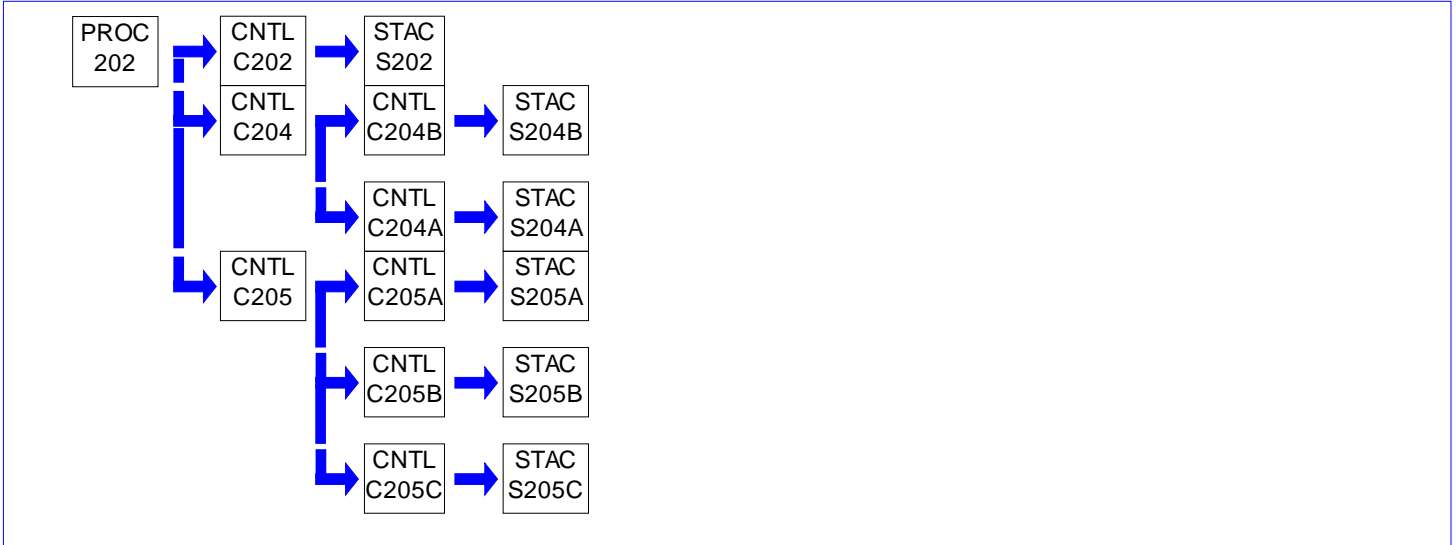 PROC
202
CNTL
C202
STAC
S202
CNTL
C204
CNTL
C204B
STAC
S204B
CNTL
C204A
STAC
S204A
CNTL
C205
CNTL
C205A
STAC
S205A
CNTL
C205B
STAC
S205B
CNTL
C205C
STAC
S205C